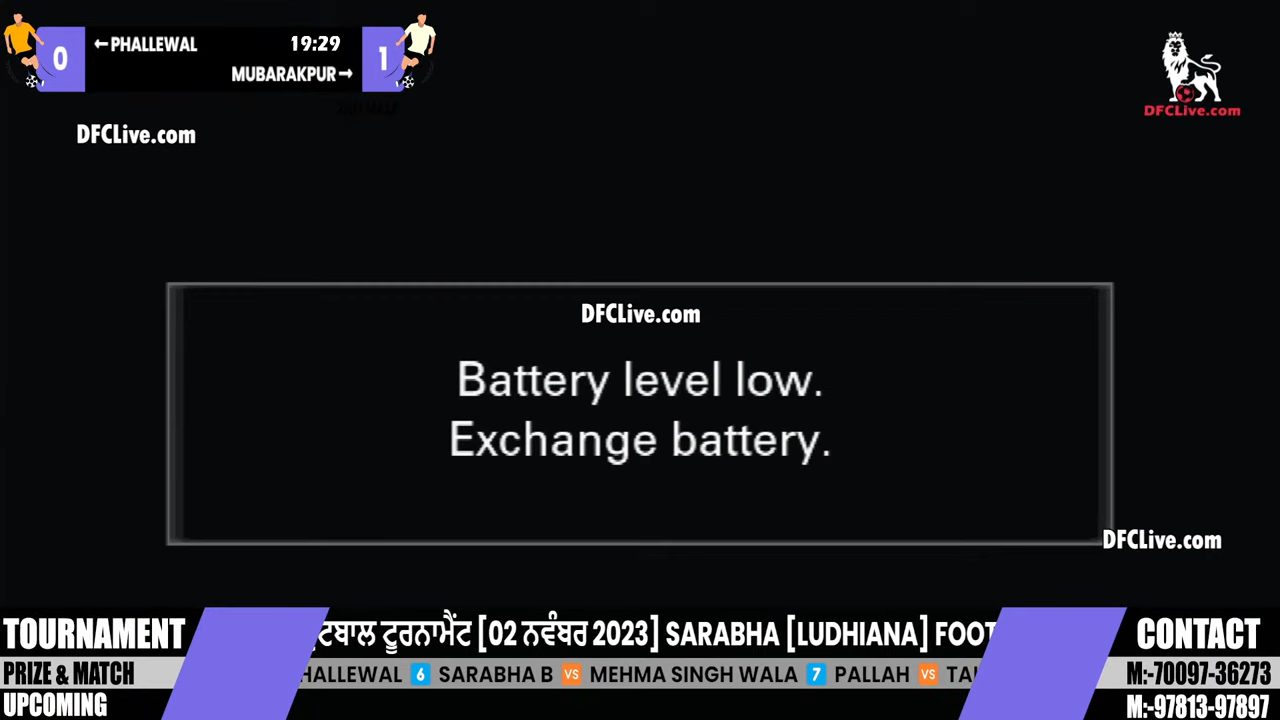 0
←PHALLEWAL
19:29
MUBARAKPUR→
1
DFCLive.com
DFCLive.com
DFCLive.com
Battery level low.
Exchange battery.
DFCLive.com
TOURNAMENT
ਟੂਰਨਾਮੈਂਟ [02 ਨਵੰਬਰ 2023] SARABHA [LUDHIANA] FOOT
CONTACT
PRIZE & MATCH
HALLEWAL 6 SARABHA B VS MEHMA SINGH WALA 7 PALLAH VS
M:-70097-36273
UPCOMING
M:-97813-97897